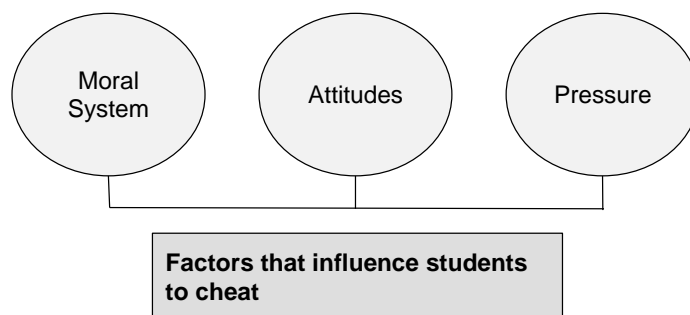 Moral
System
Attitudes
Pressure
Factors that influence students
to cheat